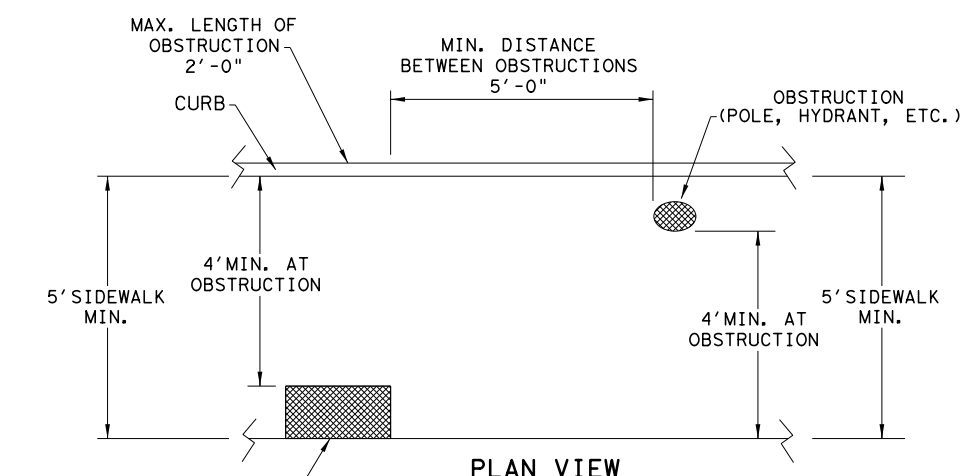 MAX. LENGTH OF
OBSTRUCTION
2'-0"
MIN. DISTANCE
BETWEEN OBSTRUCTIONS
5'-0"
CURB
OBSTRUCTION
(POLE, HYDRANT, ETC.)
4' MIN. AT
OBSTRUCTION
5' SIDEWALK
MIN.
4' MIN. AT
OBSTRUCTION
5' SIDEWALK
MIN.
PLAN VIEW